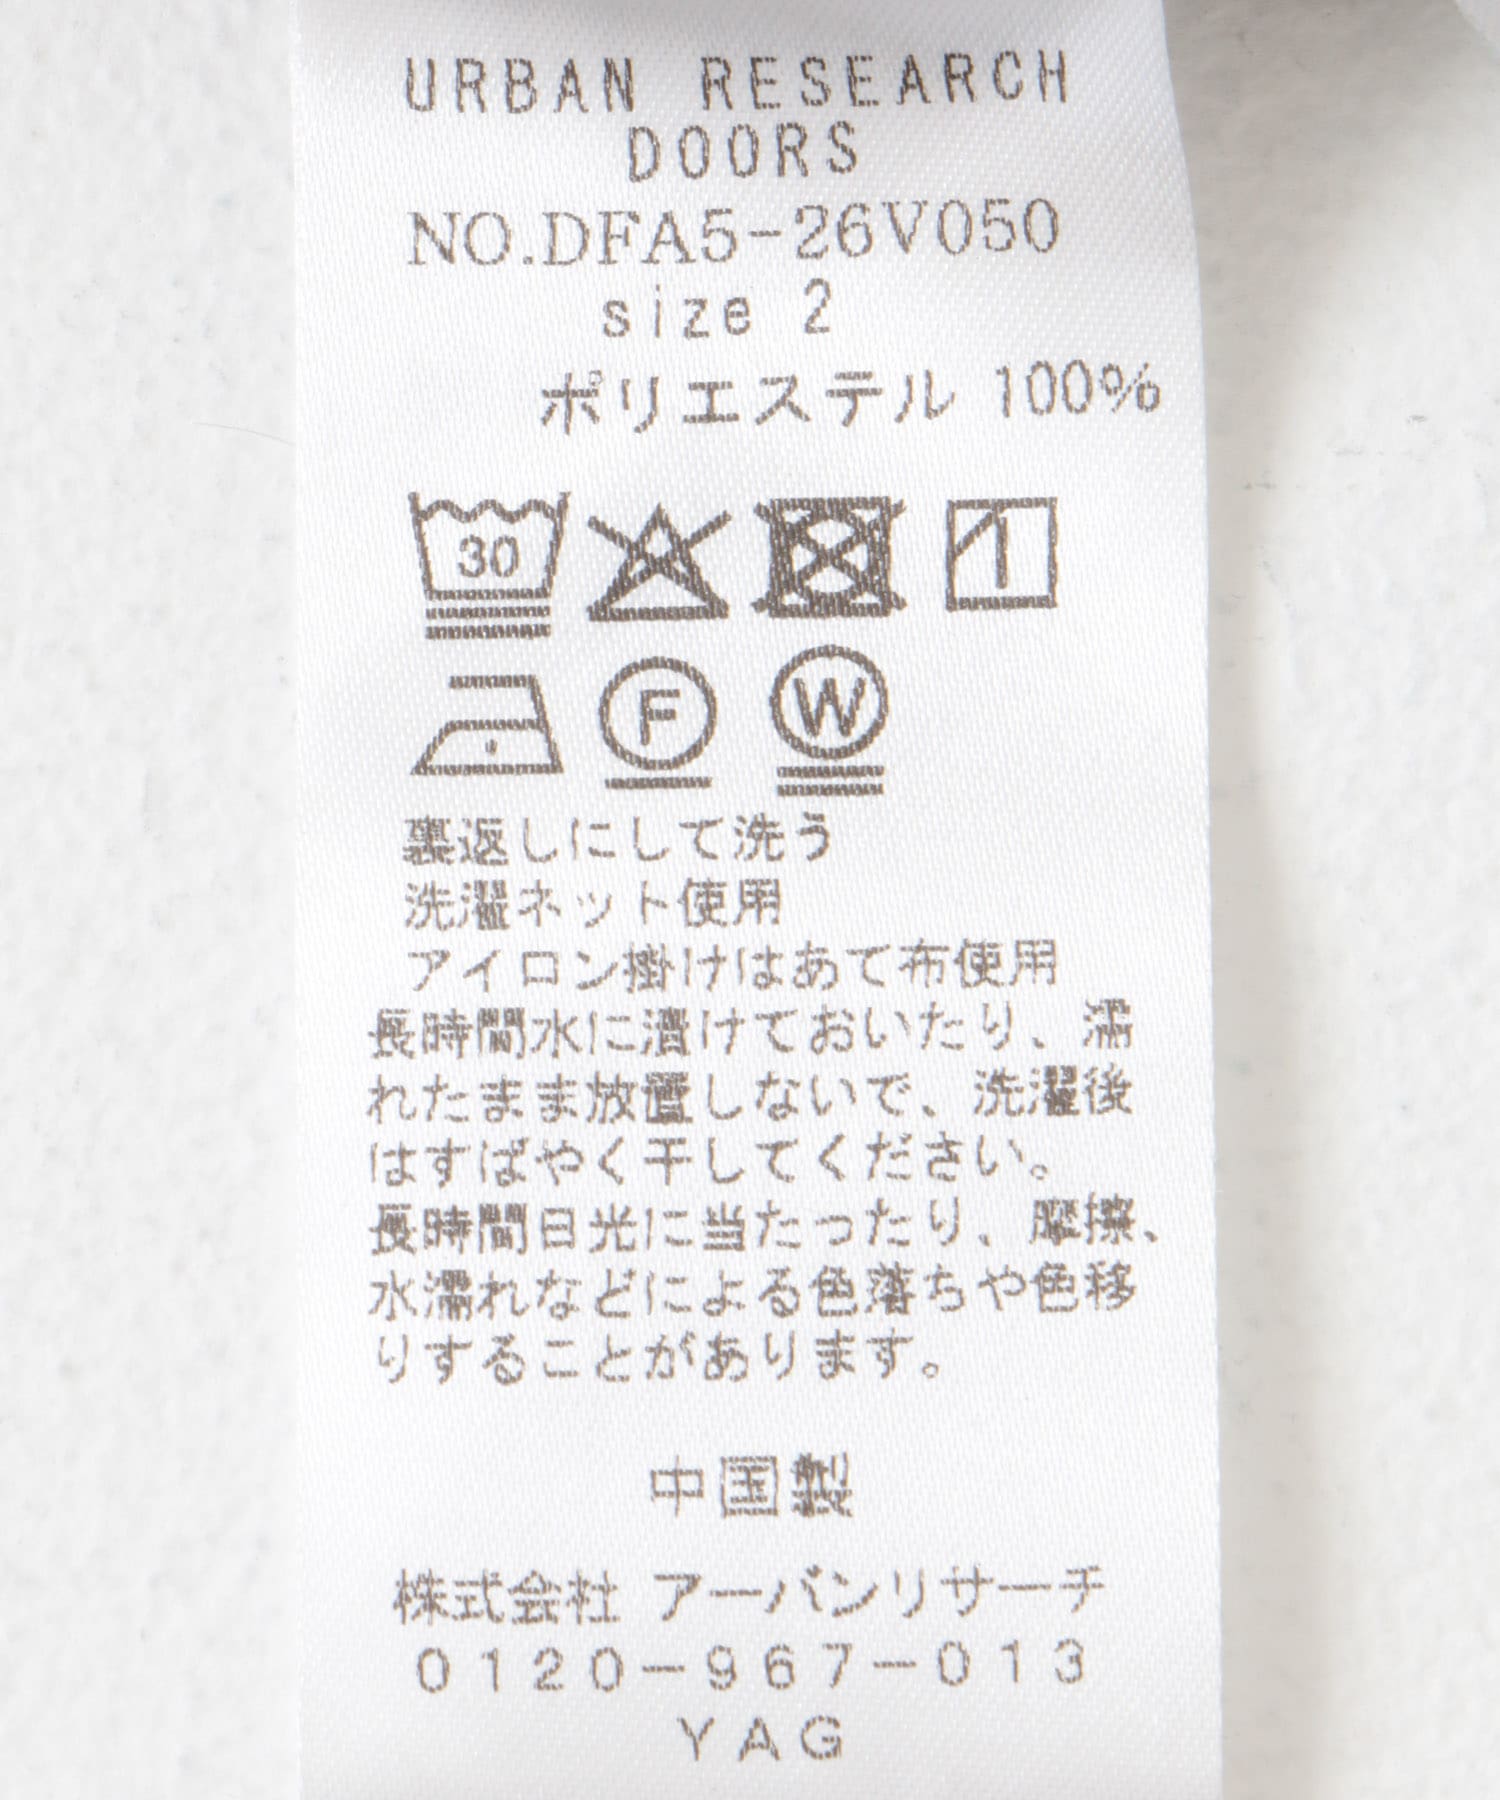 URBAN RESEARCH
DOORS
NO.DFA5-26V050
size 2
ポリエステル 100%
30
F W
裏返しにして洗う
洗濯ネット使用
アイロン掛けはあて布使用
長時間水に漬けておいたり、濡
れたまま放置しないで、洗濯後
はすばやく干してください。
長時間日光に当たったり、摩擦、
水濡れなどによる色落ちや色移
りすることがあります。
中国製
株式会社 アーバンリサーチ
0120-967-013
YAG